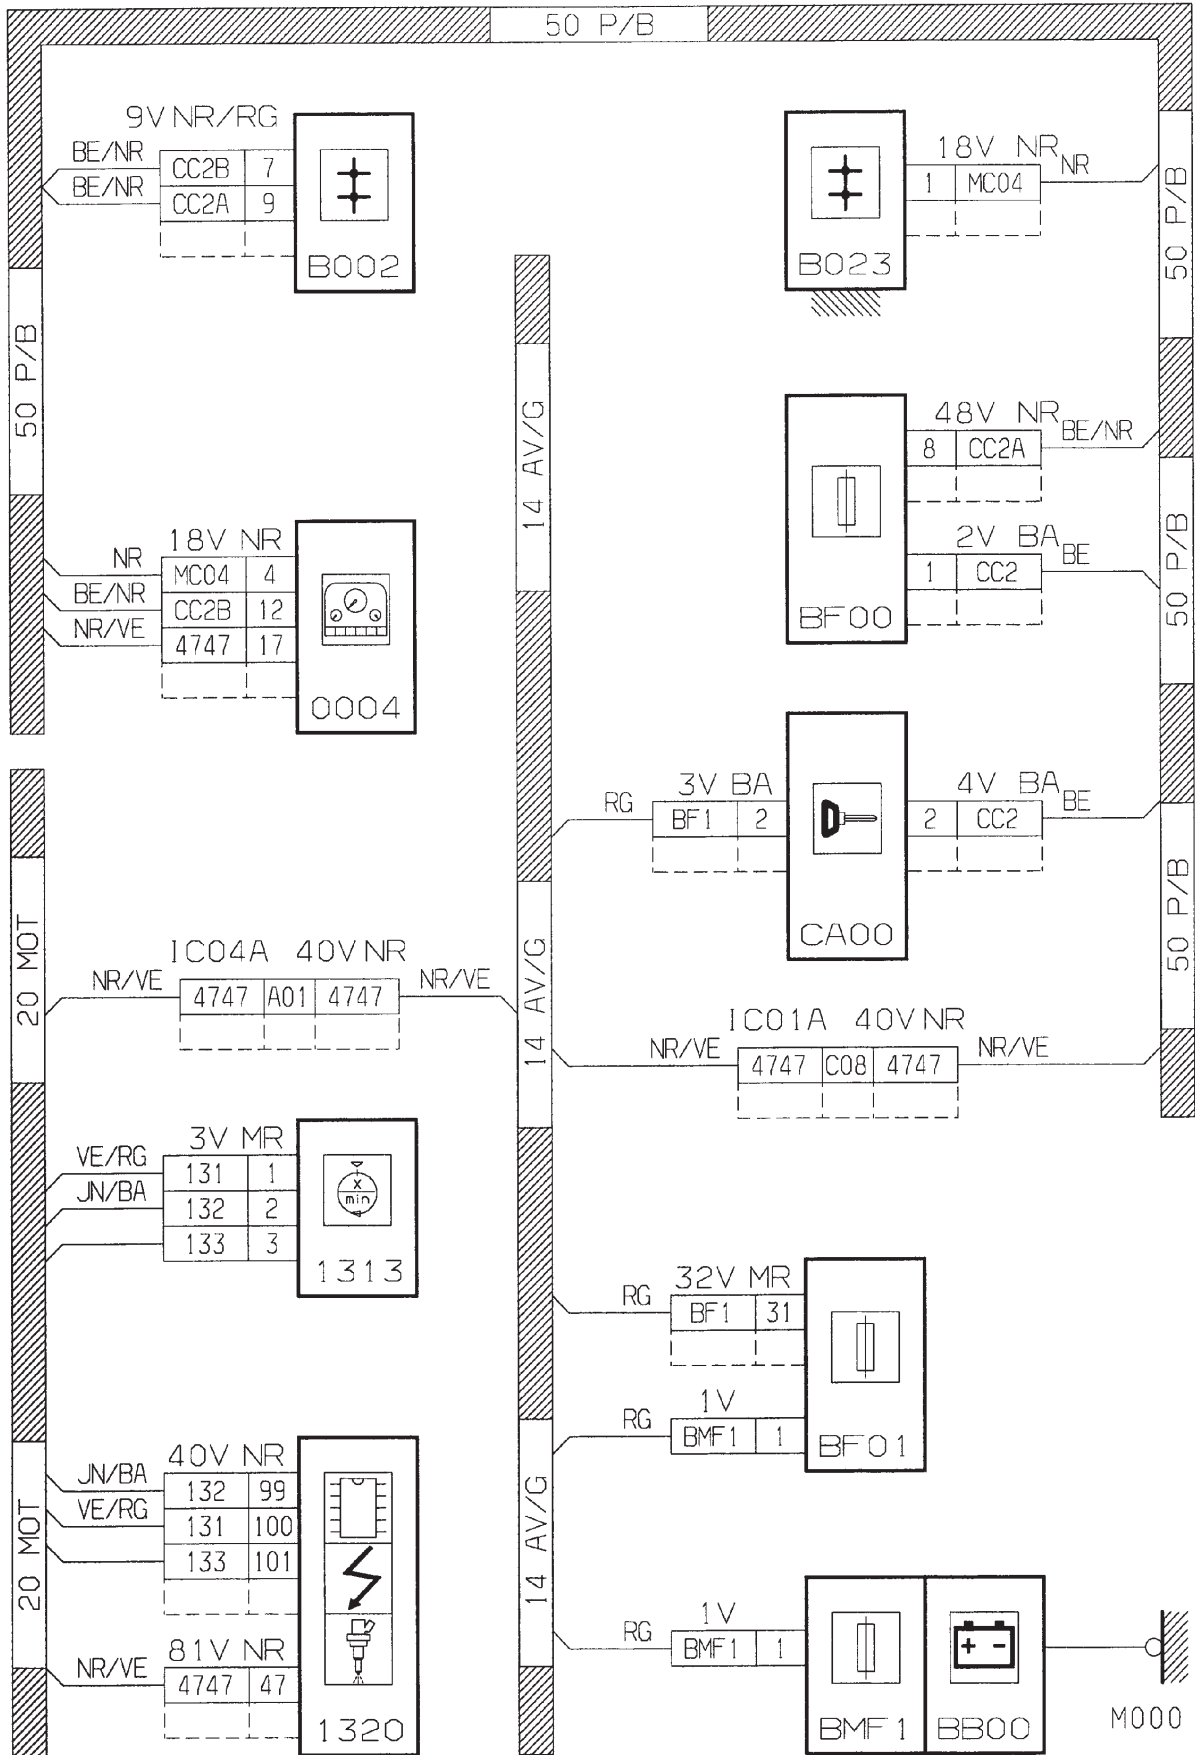 50 P/B
9V NR/RG
BE/NR CC2B 7
BE/NR CC2A 9
B002
18V NR
1 MC04 NR
B023
50 P/B
50 P/B
14 AV/G
48V NR
8 CC2A BE/NR
2V BA
1 CC2 BE
BF00
50 P/B
18V NR
NR MC04 4
BE/NR CC2B 12
NR/VE 4747 17
0004
3V BA
RG BF1 2
4V BA
2 CC2 BE
CA00
50 P/B
20 MOT
IC04A 40V NR
NR/VE 4747 A01 4747 NR/VE
14 AV/G
IC01A 40V NR
NR/VE 4747 C08 4747 NR/VE
3V MR
VE/RG 131 1
JN/BA 132 2
133 3
x
min
1313
32V MR
RG BF1 31
1V
RG BMF1 1
BF01
40V NR
JN/BA 132 99
VE/RG 131 100
133 101
81V NR
NR/VE 4747 47
1320
20 MOT
14 AV/G
1V
RG BMF1 1
BMF1
+ -
BB00
M000